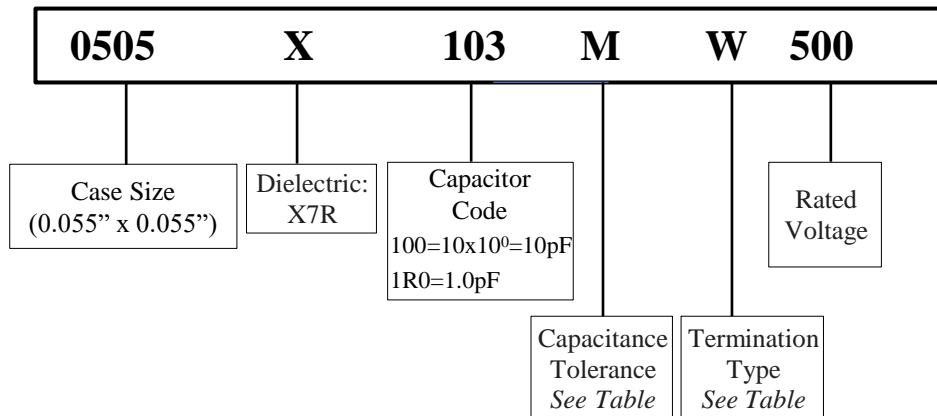 0505 X 103 M W 500
Case Size
(0.055” x 0.055”)
Dielectric:
X7R
Capacitor
Code
100=10x10⁰=10pF
1R0=1.0pF
Rated
Voltage
Capacitance
Tolerance
See Table
Termination
Type
See Table